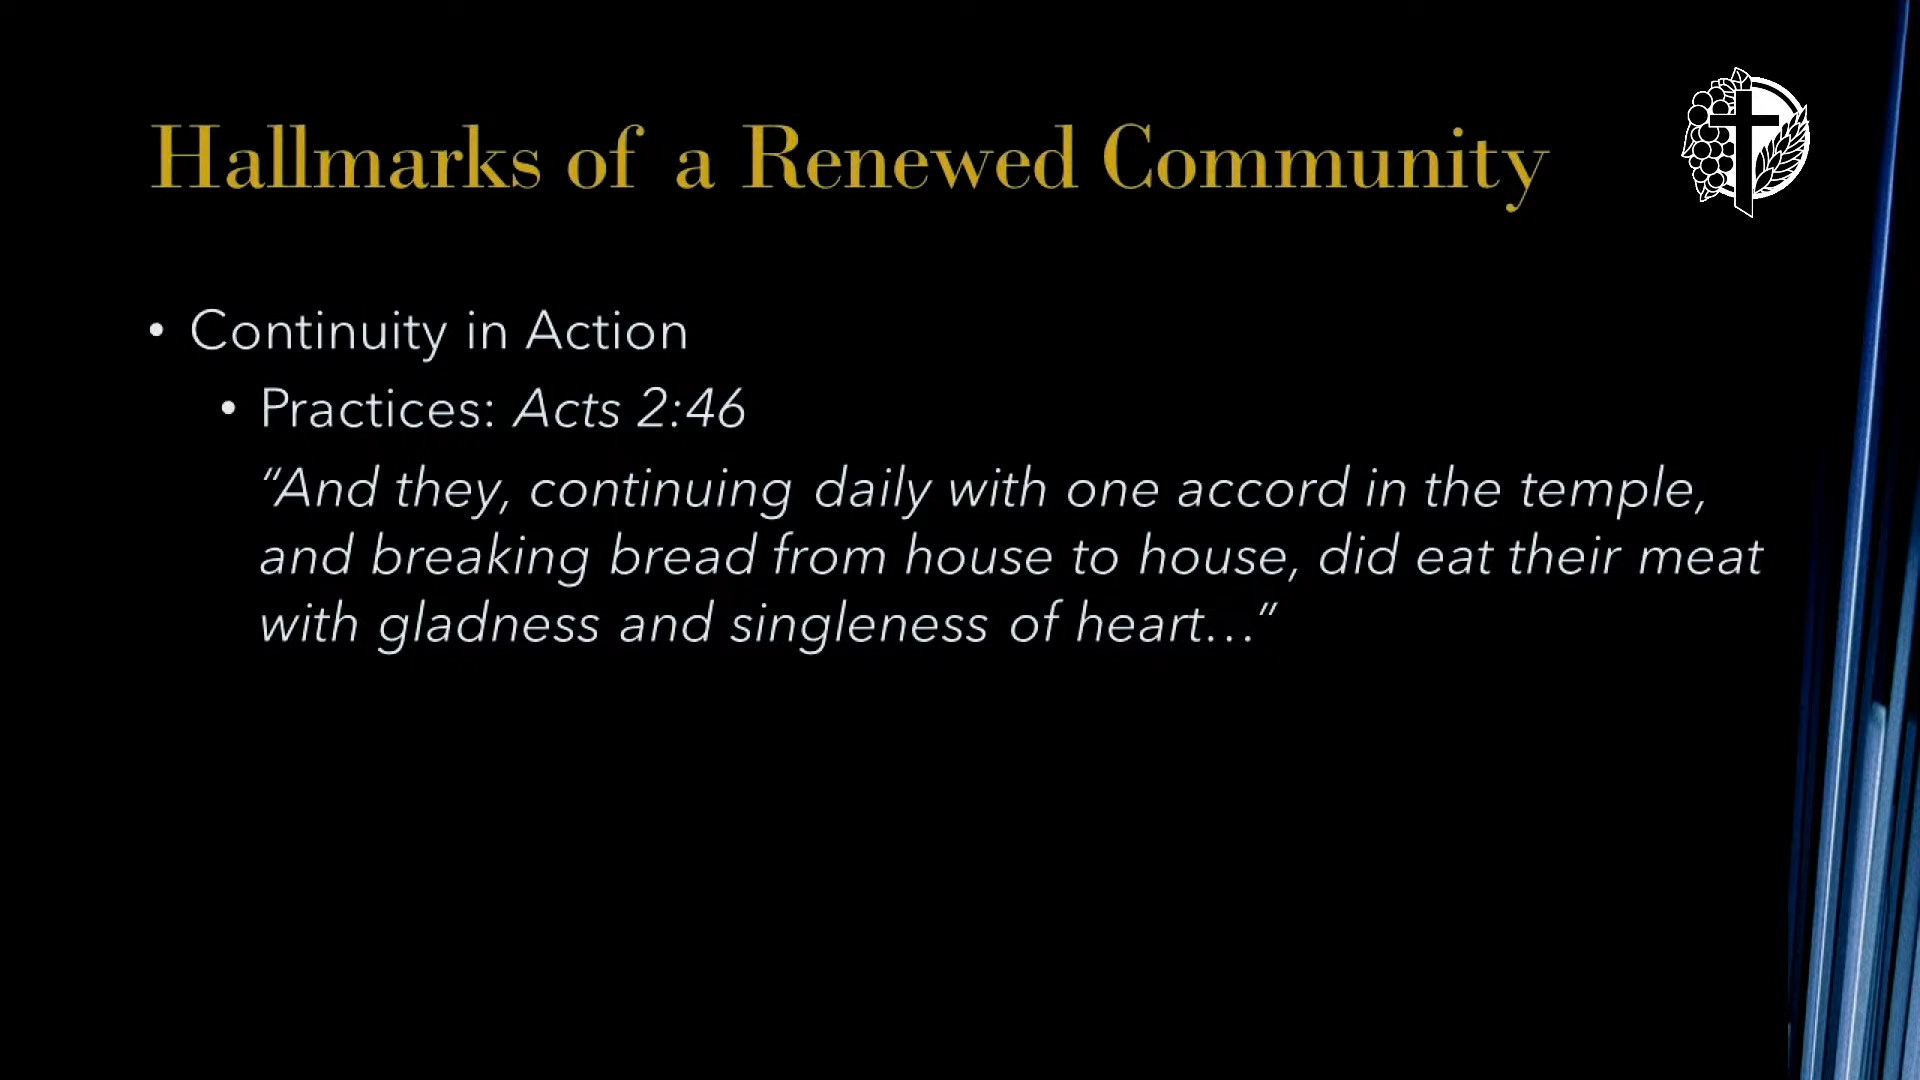 Hallmarks of a Renewed Community
• Continuity in Action
• Practices: Acts 2:46
“And they, continuing daily with one accord in the temple,
and breaking bread from house to house, did eat their meat
with gladness and singleness of heart…”